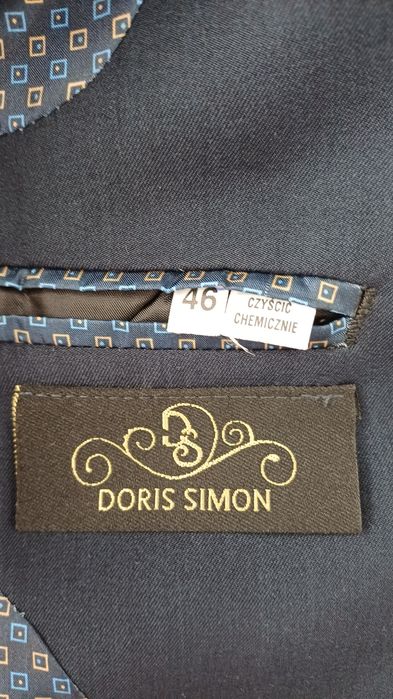 46
CZYŚCIĆ
CHEMICZNIE
DS
DORIS SIMON